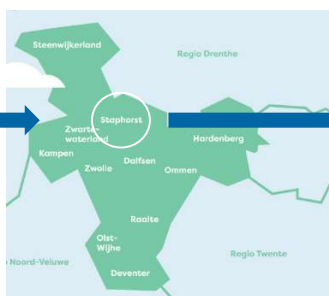 Steenwijkerland
Regio Drenthe
Staphorst
Zwarte-
waterland
Hardenberg
Kampen
Dalfsen
Zwolle
Ommen
Raalte
Olst-
Wijhe
Regio Twente
o Noord-Veluwe
Deventer